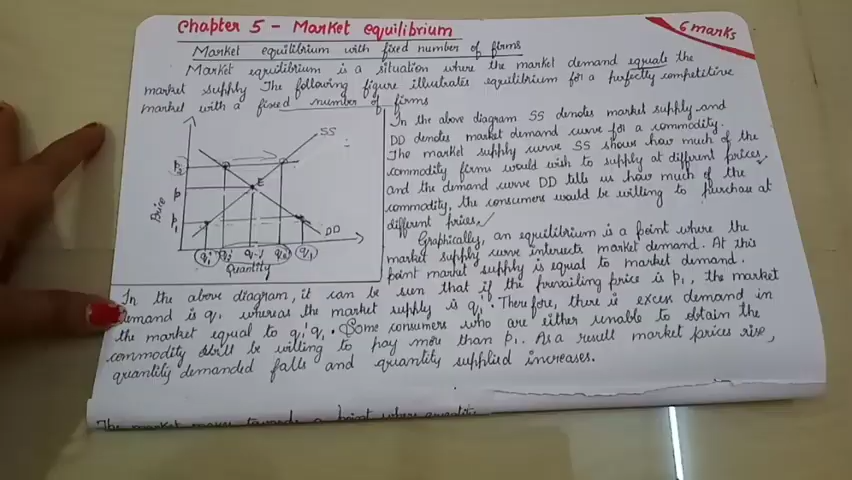 Chapter 5 - Market equilibrium
6 marks
Market equilibrium with fixed number of firms
Market equilibrium is a situation where the market demand equals the
market supply The following figure illustrates equilibrium for a perfectly competitive
market with a fixed number of firms
SS
E
P
P1
DD
Price
Quantity
In the above diagram SS denotes market supply and
DD denotes market demand curve for a commodity.
The market supply curve SS shows how much of the
commodity firms would wish to supply at different prices,
and the demand curve DD tells us how much of the
commodity, the consumers would be willing to purchase at
different prices.
Graphically, an equilibrium is a point where the
market supply curve intersects market demand. At this
point market supply is equal to market demand.
In the above diagram, it can be seen that if the prevailing price is P1, the market
demand is q1 whereas the market supply is q1'. Therefore, there is excess demand in
the market equal to q1'q1. Some consumers who are either unable to obtain the
commodity will be willing to pay more than P1. As a result market prices rise,
quantity demanded falls and quantity supplied increases.
The market moves towards a point where